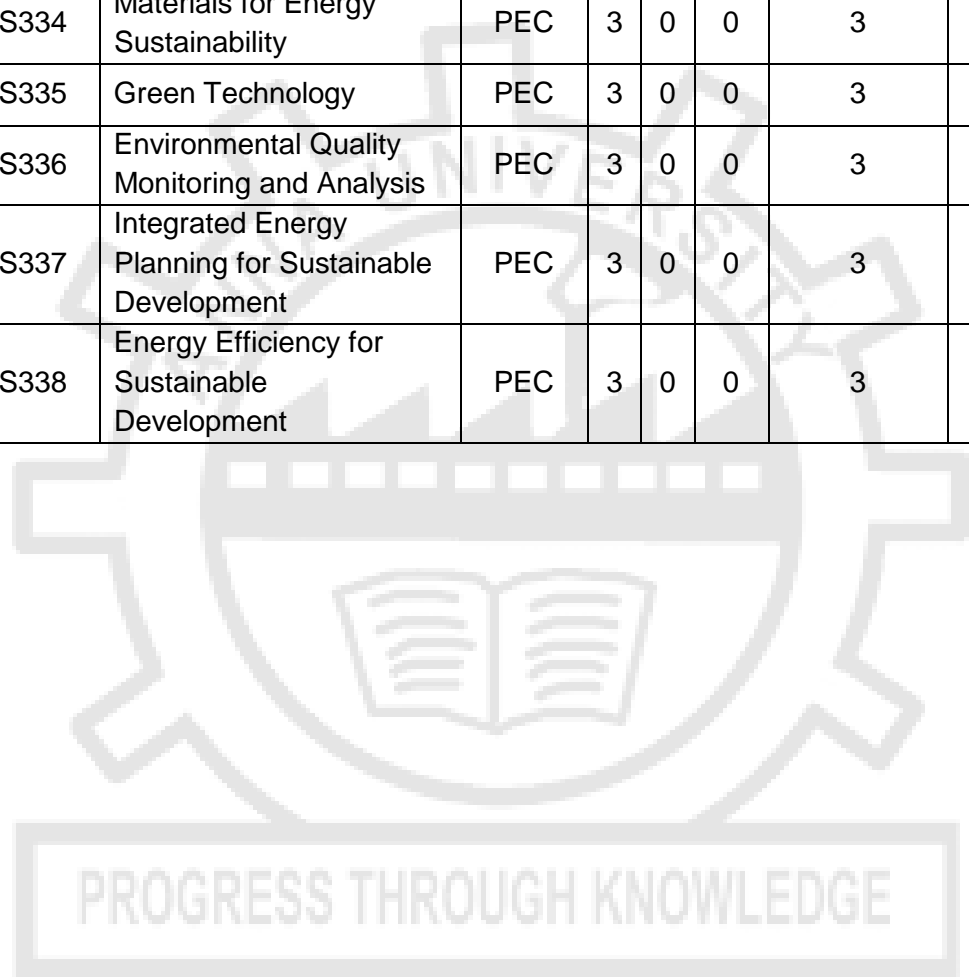 Materials for Energy
S334 PEC 3 0 0 3
Sustainability
S335 Green Technology PEC 3 0 0 3
Environmental Quality
S336 PEC 3 0 0 3
Monitoring and Analysis
Integrated Energy
S337 Planning for Sustainable PEC 3 0 0 3
Development
Energy Efficiency for
S338 Sustainable PEC 3 0 0 3
Development
UNIVERSITY
PROGRESS THROUGH KNOWLEDGE